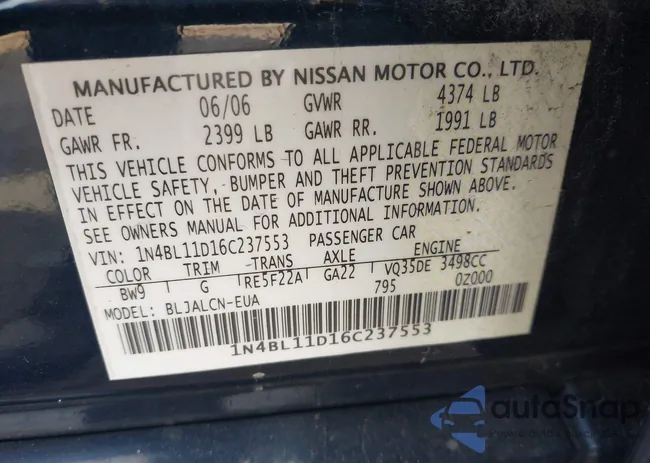 MANUFACTURED BY NISSAN MOTOR CO., LTD.
DATE 06/06 GVWR 4374 LB
GAWR FR. 2399 LB GAWR RR. 1991 LB
THIS VEHICLE CONFORMS TO ALL APPLICABLE FEDERAL MOTOR
VEHICLE SAFETY, BUMPER AND THEFT PREVENTION STANDARDS
IN EFFECT ON THE DATE OF MANUFACTURE SHOWN ABOVE.
SEE OWNERS MANUAL FOR ADDITIONAL INFORMATION.
VIN: 1N4BL11D16C237553 PASSENGER CAR
COLOR TRIM TRANS AXLE ENGINE
BW9 G RE5F22A GA22 VQ35DE 3498CC
MODEL: BLJALCN-EUA 795 0Z000
1N4BL11D16C237553
autoSnap